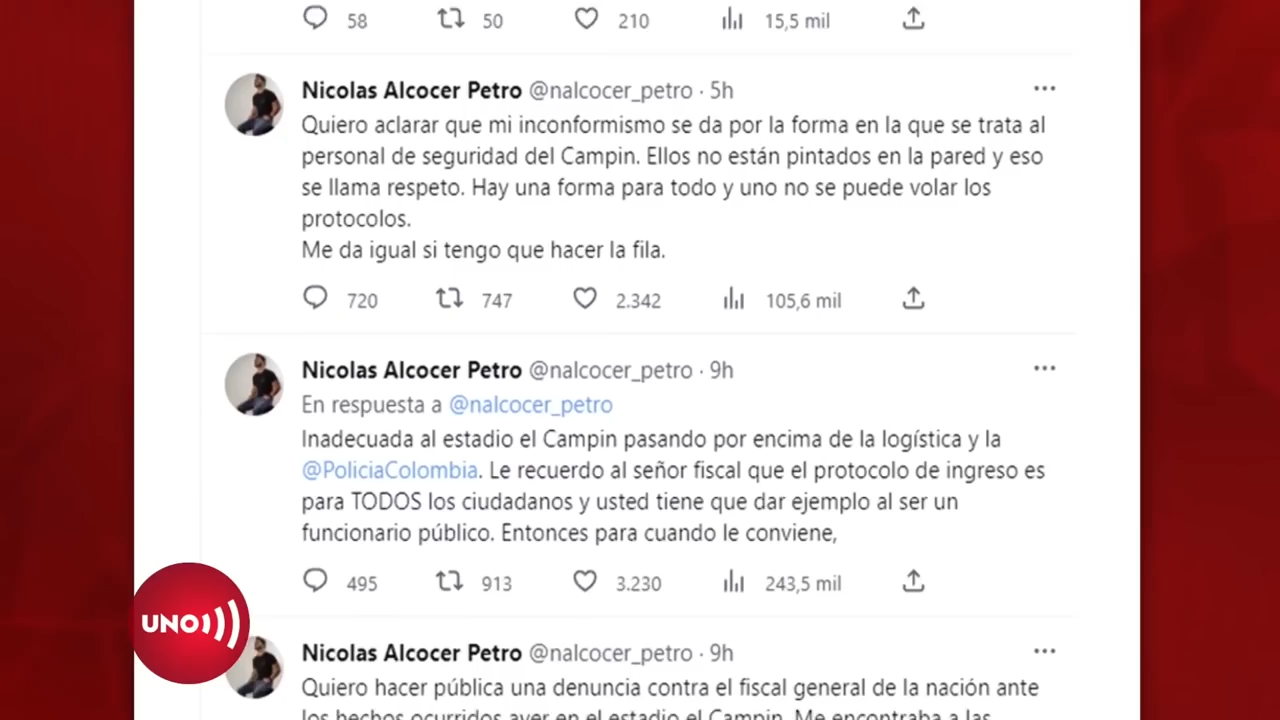 58 50 210 15,5 mil
Nicolas Alcocer Petro @nalcocer_petro · 5h
Quiero aclarar que mi inconformismo se da por la forma en la que se trata al
personal de seguridad del Campin. Ellos no están pintados en la pared y eso
se llama respeto. Hay una forma para todo y uno no se puede volar los
protocolos.
Me da igual si tengo que hacer la fila.
720 747 2.342 105,6 mil
Nicolas Alcocer Petro @nalcocer_petro · 9h
En respuesta a @nalcocer_petro
Inadecuada al estadio el Campin pasando por encima de la logística y la
@PoliciaColombia. Le recuerdo al señor fiscal que el protocolo de ingreso es
para TODOS los ciudadanos y usted tiene que dar ejemplo al ser un
funcionario público. Entonces para cuando le conviene,
495 913 3.230 243,5 mil
UNO
Nicolas Alcocer Petro @nalcocer_petro · 9h
Quiero hacer pública una denuncia contra el fiscal general de la nación ante
los hechos ocurridos ayer en el estadio el Campin. Me encontraba a las